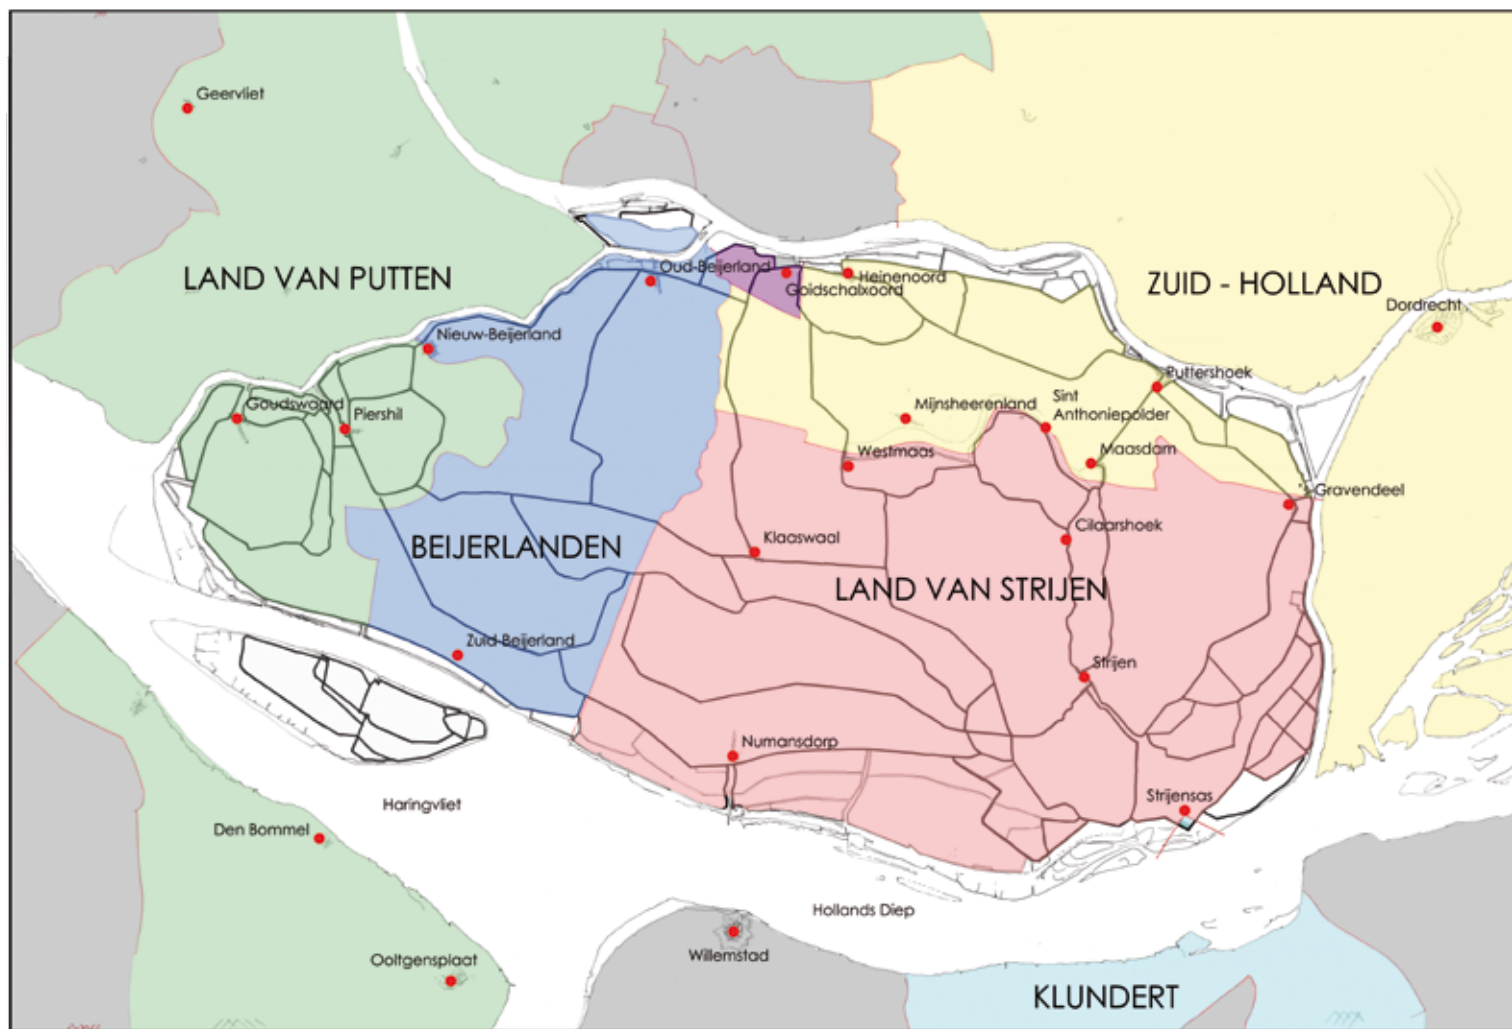 Geervliet
LAND VAN PUTTEN
ZUID - HOLLAND
Oud-Beijerland
Goidschalxoord
Heinenoord
Dordrecht
Nieuw-Beijerland
Puttershoek
Goudswaard
Piershil
Mijnsheerenland
Sint
Anthoniepolder
Westmaas
Maasdam
's Gravendeel
BEIJERLANDEN
Klaaswaal
Cilaarshoek
LAND VAN STRIJEN
Zuid-Beijerland
Strijen
Numansdorp
Strijensas
Haringvliet
Den Bommel
Hollands Diep
Ooltgensplaat
Willemstad
KLUNDERT